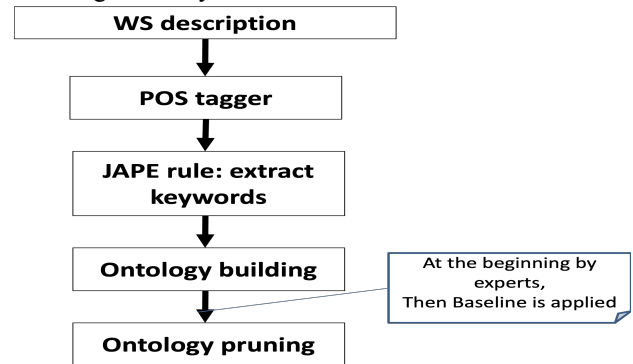 WS description
POS tagger
JAPE rule: extract
keywords
Ontology building
At the beginning by
experts,
Then Baseline is applied
Ontology pruning